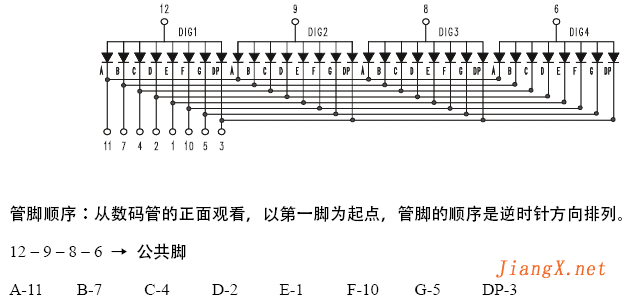 12 9 8 6
DIG1 DIG2 DIG3 DIG4
A B C D E F G DP A B C D E F G DP A B C D E F G DP A B C D E F G DP
11 7 4 2 1 10 5 3
管脚顺序：从数码管的正面观看，以第一脚为起点，管脚的顺序是逆时针方向排列。
12－9－8－6 → 公共脚
JiangX.net
A-11 B-7 C-4 D-2 E-1 F-10 G-5 DP-3